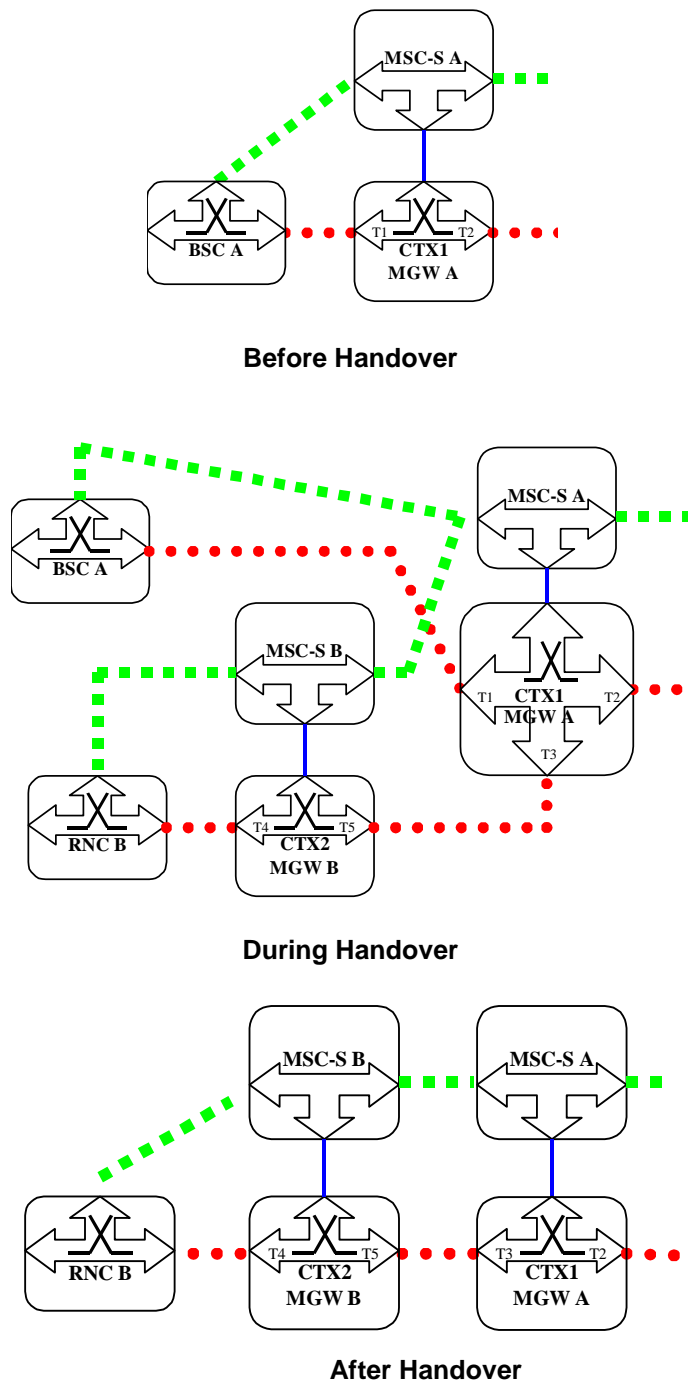 MSC-S A
BSC A
T1
T2
CTX1
MGW A
Before Handover
MSC-S A
BSC A
MSC-S B
T1
CTX1
T2
MGW A
T3
RNC B
T4
T5
CTX2
MGW B
During Handover
MSC-S B
MSC-S A
RNC B
T4
T5
CTX2
MGW B
T3
T2
CTX1
MGW A
After Handover